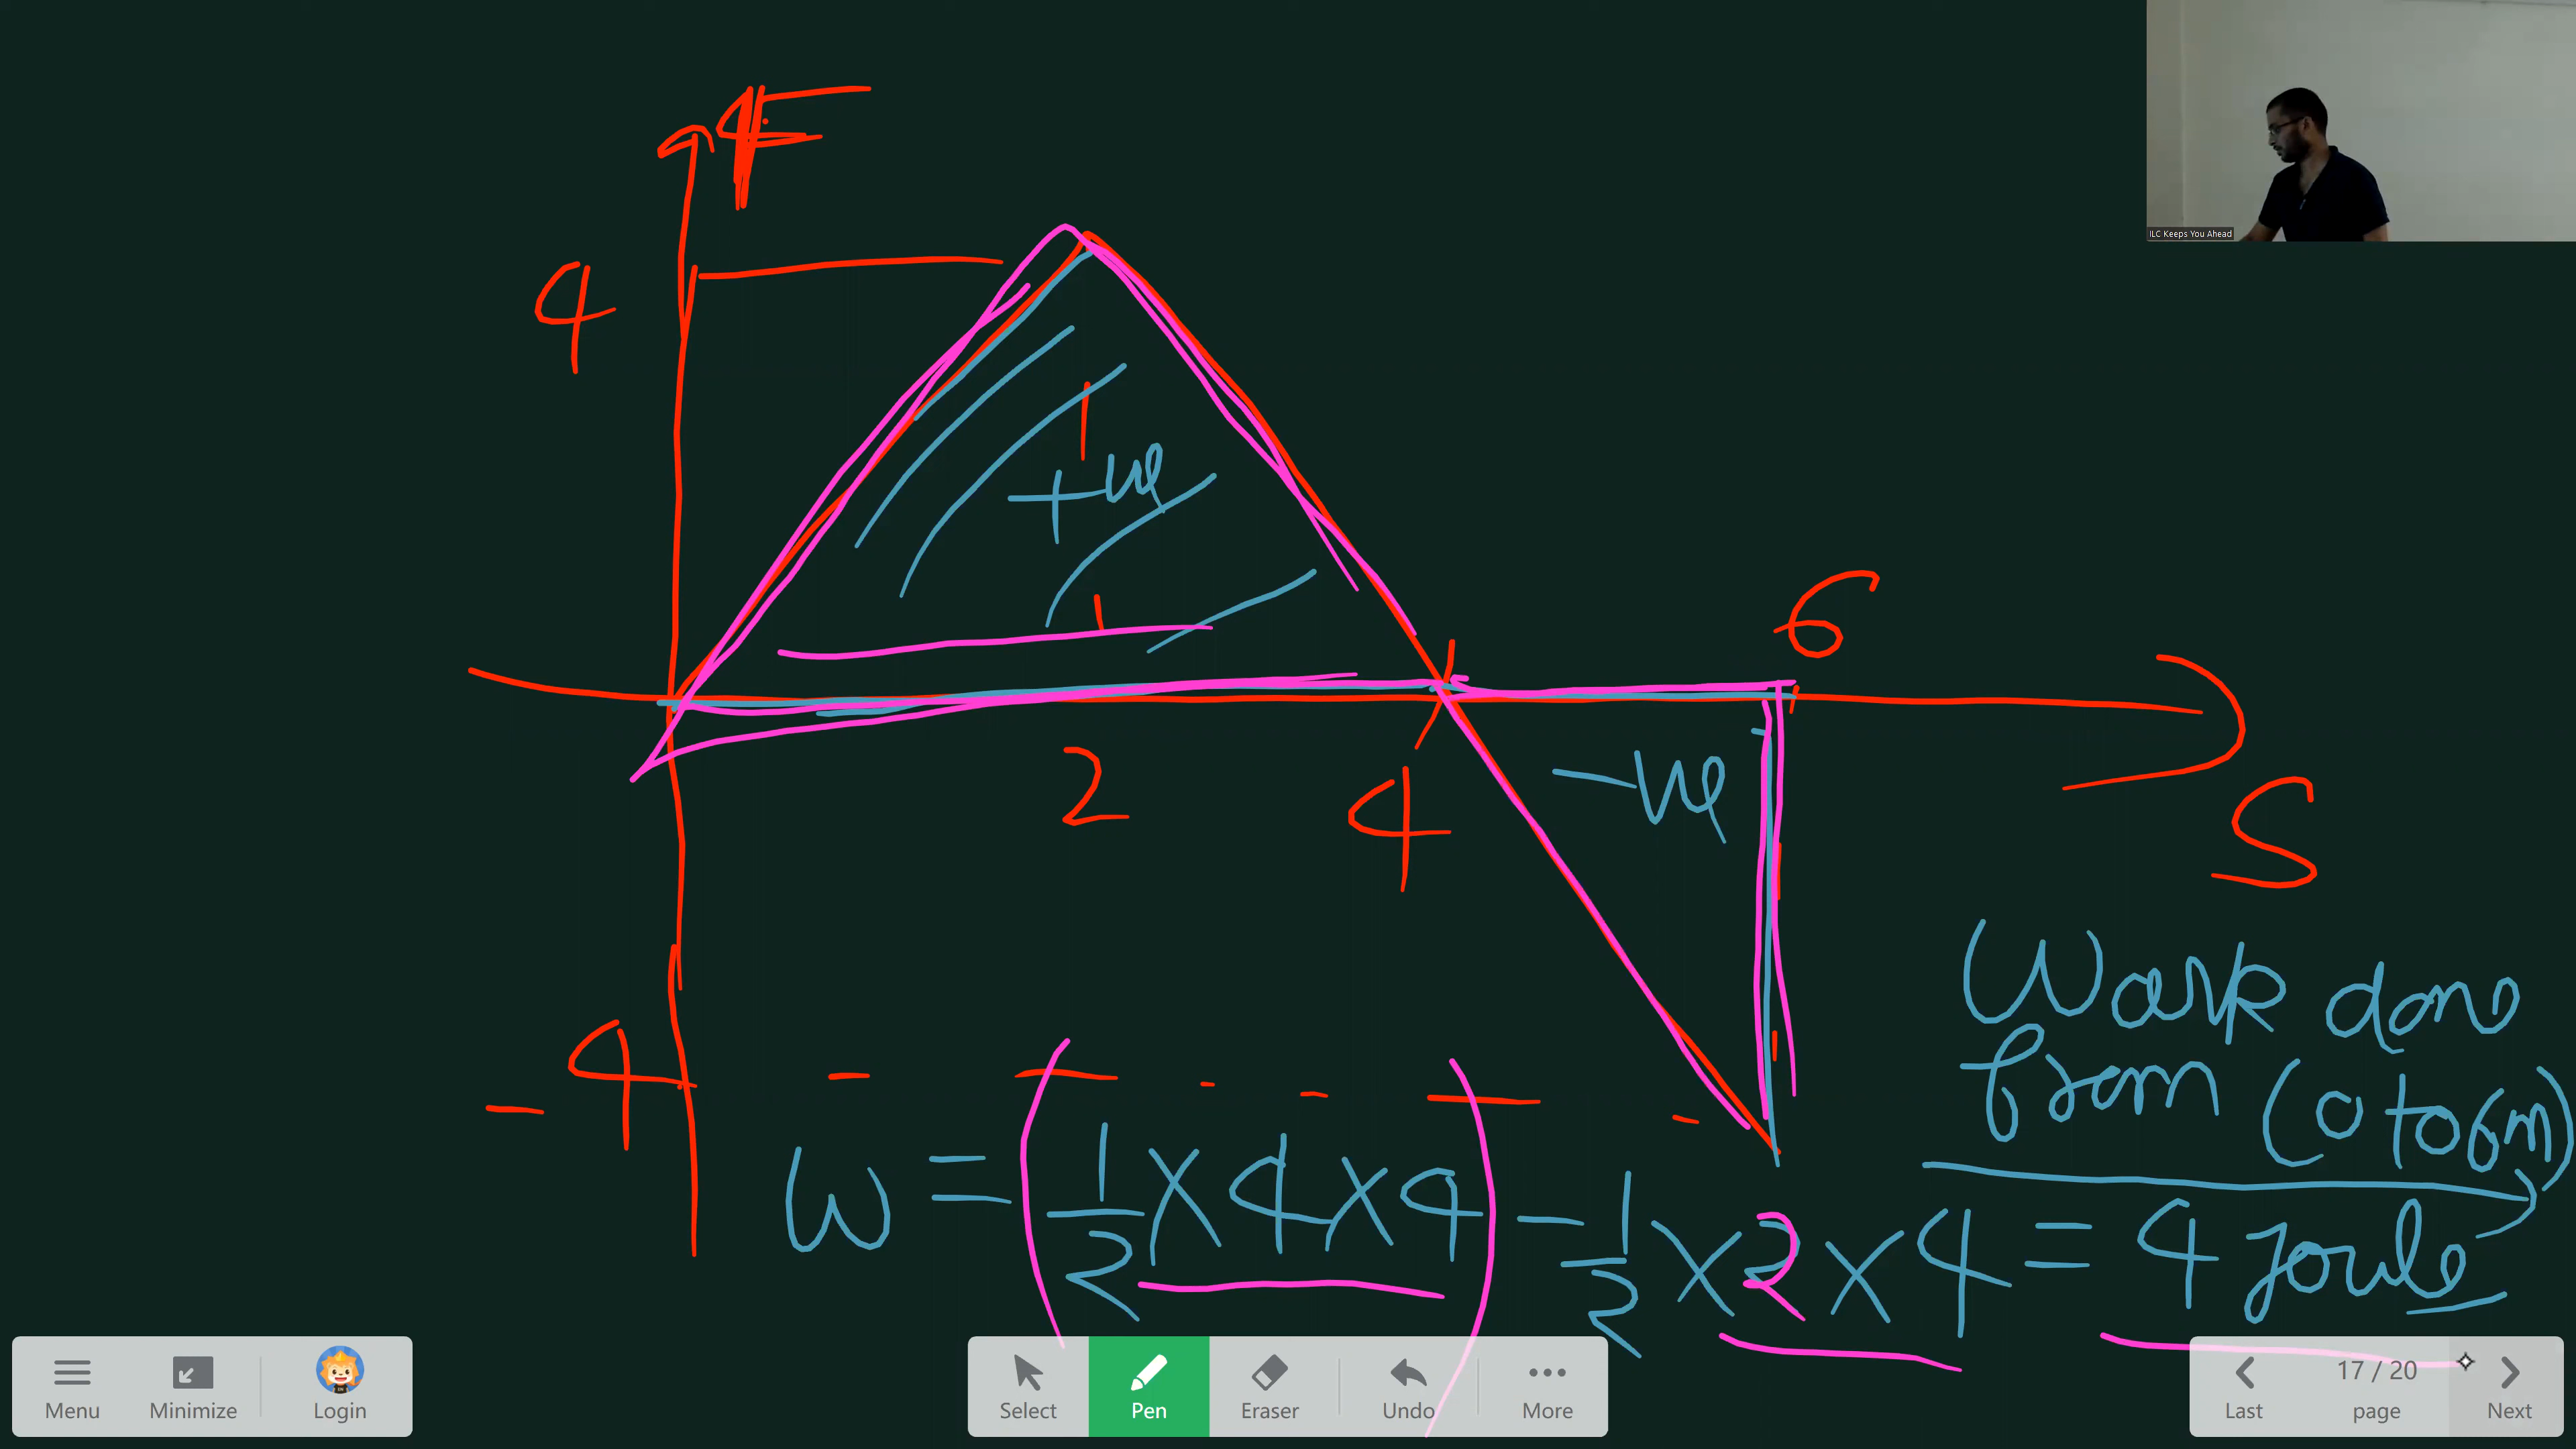 F
ILC Keeps You Ahead
4
+ve
6
2
4
-ve
S
Work done
from (0 to 6m)
-4
W = (1/2 × 4 × 4) - 1/2 × 2 × 4 = 4 Joule
Menu Minimize Login Select Pen Eraser Undo More Last 17 / 20 page Next